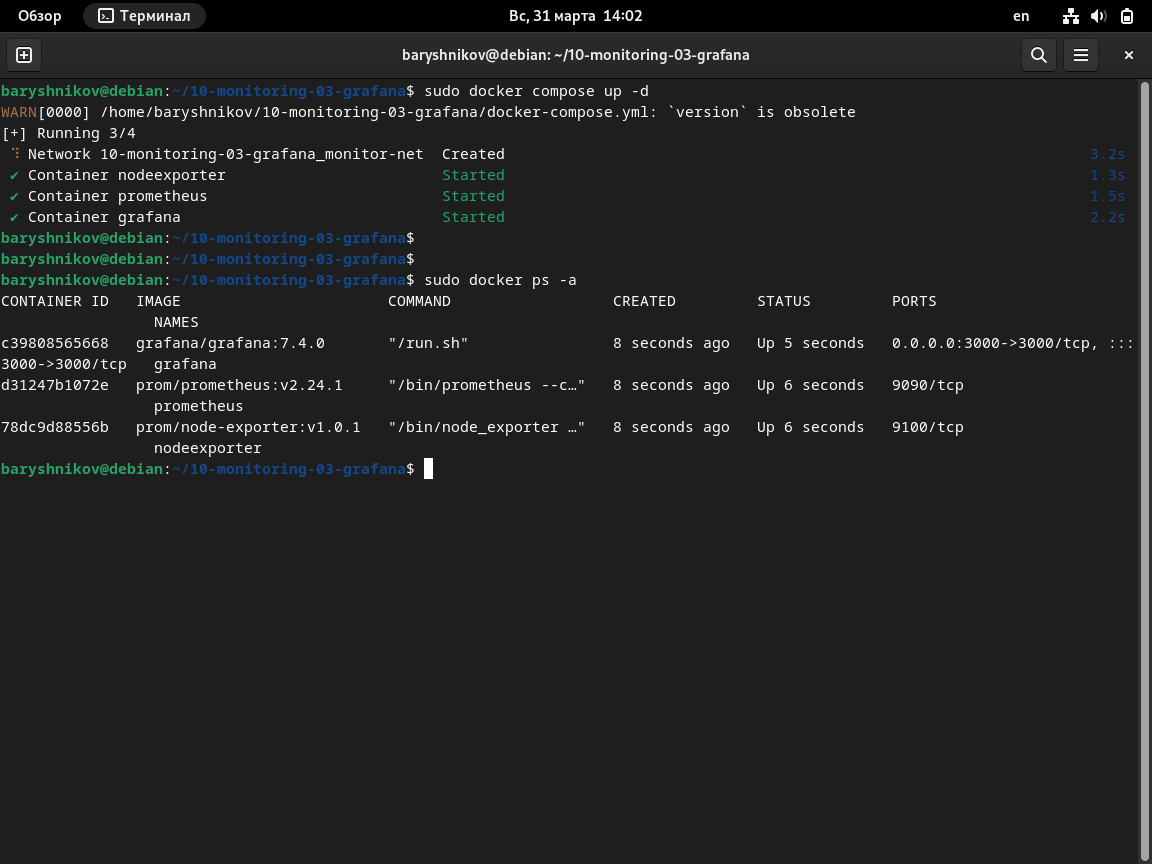 Обзор Терминал Вс, 31 марта 14:02 en
baryshnikov@debian: ~/10-monitoring-03-grafana
baryshnikov@debian:~/10-monitoring-03-grafana$ sudo docker compose up -d
WARN[0000] /home/baryshnikov/10-monitoring-03-grafana/docker-compose.yml: `version` is obsolete
[+] Running 3/4
⠹ Network 10-monitoring-03-grafana_monitor-net  Created 3.2s
✔ Container nodeexporter Started 1.3s
✔ Container prometheus Started 1.5s
✔ Container grafana Started 2.2s
baryshnikov@debian:~/10-monitoring-03-grafana$
baryshnikov@debian:~/10-monitoring-03-grafana$
baryshnikov@debian:~/10-monitoring-03-grafana$ sudo docker ps -a
CONTAINER ID   IMAGE   COMMAND   CREATED   STATUS   PORTS
NAMES
c39808565668   grafana/grafana:7.4.0   "/run.sh"   8 seconds ago   Up 5 seconds   0.0.0.0:3000->3000/tcp, :::
3000->3000/tcp   grafana
d31247b1072e   prom/prometheus:v2.24.1   "/bin/prometheus --c…"   8 seconds ago   Up 6 seconds   9090/tcp
prometheus
78dc9d88556b   prom/node-exporter:v1.0.1   "/bin/node_exporter …"   8 seconds ago   Up 6 seconds   9100/tcp
nodeexporter
baryshnikov@debian:~/10-monitoring-03-grafana$